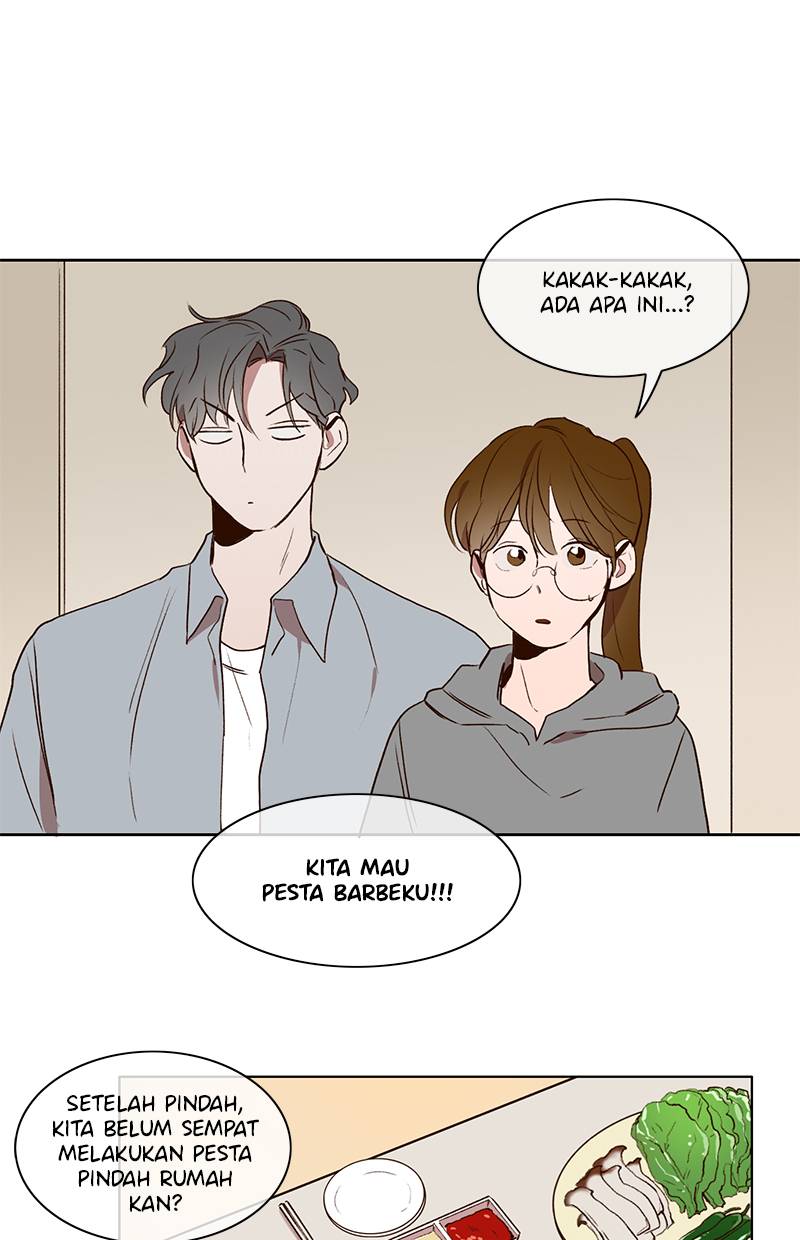 KAKAK-KAKAK,
ADA APA INI...?
KITA MAU
PESTA BARBEKU!!!
SETELAH PINDAH,
KITA BELUM SEMPAT
MELAKUKAN PESTA
PINDAH RUMAH
KAN?